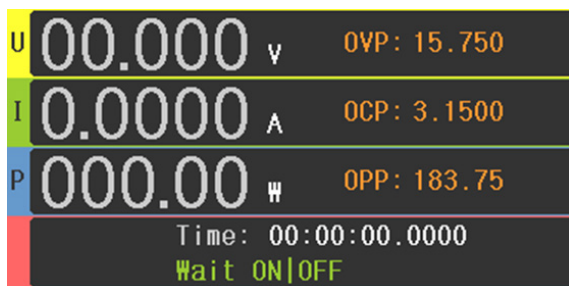 U 00.000 V OVP: 15.750
I 0.0000 A OCP: 3.1500
P 000.00 W OPP: 183.75
Time: 00:00:00.0000
Wait ON|OFF